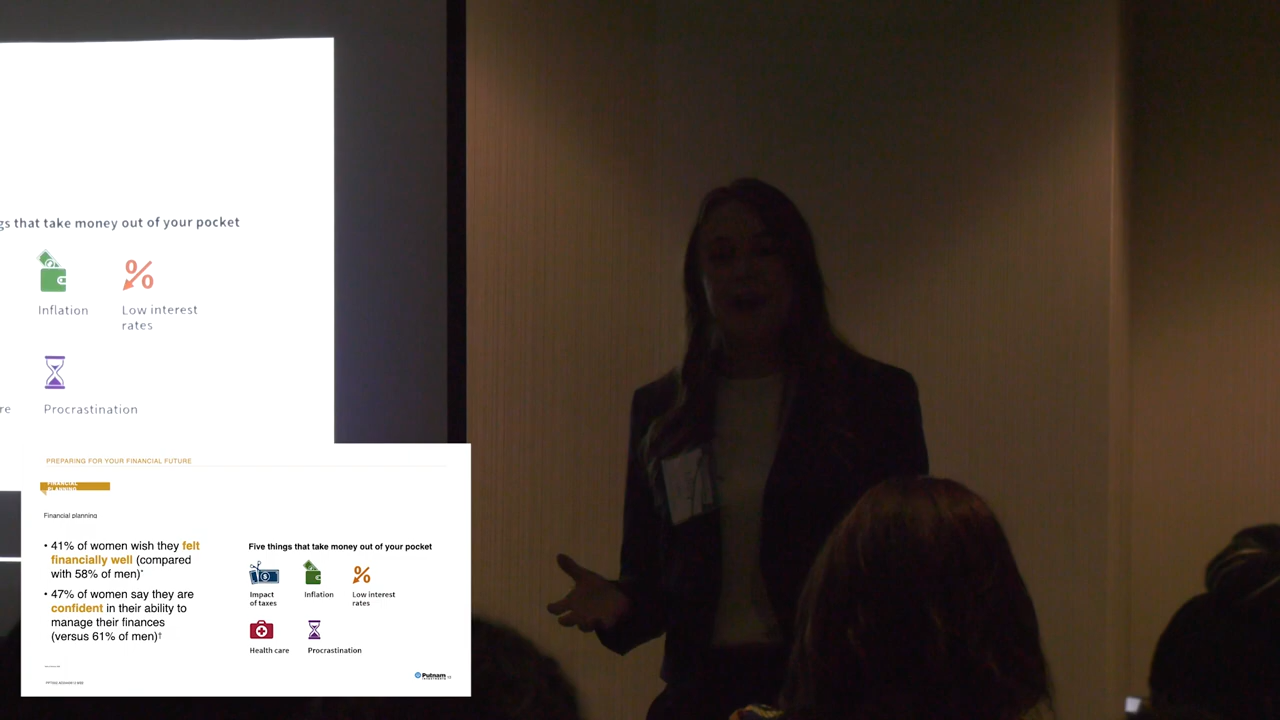 gs that take money out of your pocket
Inflation
Low interest
rates
re
Procrastination
PREPARING FOR YOUR FINANCIAL FUTURE
FINANCIAL
PLANNING
Financial planning
• 41% of women wish they felt
financially well (compared
with 58% of men)*
• 47% of women say they are
confident in their ability to
manage their finances
(versus 61% of men)†
Five things that take money out of your pocket
Impact
of taxes
Inflation
Low interest
rates
Health care
Procrastination
Putnam
INVESTMENTS